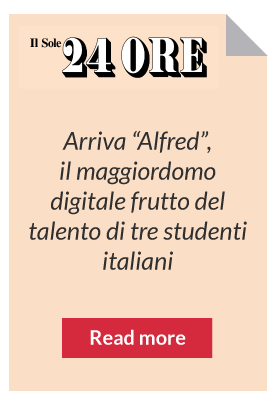 Il Sole 24 ORE
Arriva “Alfred”,
il maggiordomo
digitale frutto del
talento di tre studenti
italiani
Read more